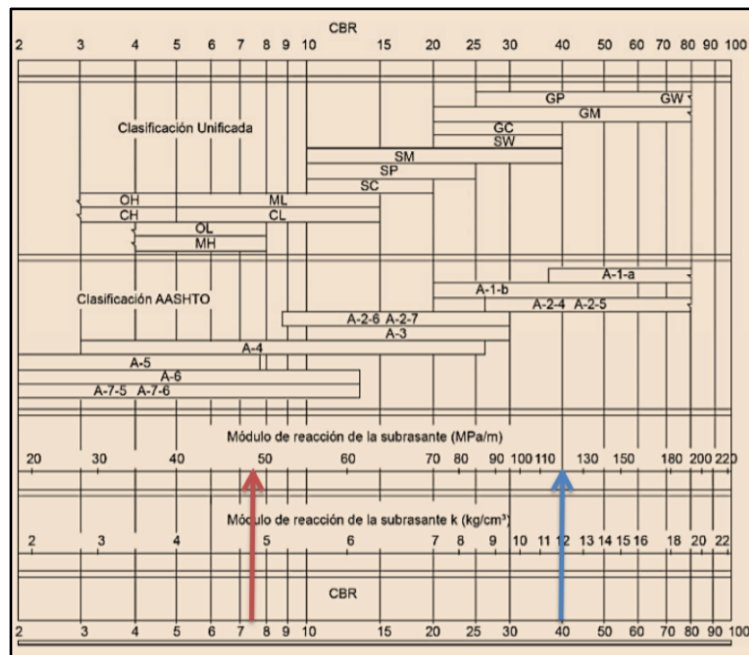 CBR
2 3 4 5 6 7 8 9 10 15 20 25 30 40 50 60 70 80 90 100
GP GW
Clasificación Unificada
GM
GC
SW
SM
SP
SC
OH ML
CH CL
OL
MH
A-1-a
Clasificación AASHTO
A-1-b
A-2-4 A-2-5
A-2-6 A-2-7
A-3
A-4
A-5
A-6
A-7-5 A-7-6
Módulo de reacción de la subrasante (MPa/m)
20 30 40 50 60 70 80 90 100 110 130 150 180 200 220
Módulo de reacción de la subrasante k (kg/cm³)
2 3 4 5 6 7 8 9 10 11 12 13 14 15 16 18 20 22
CBR
2 3 4 5 6 7 8 9 10 15 20 25 30 40 50 60 70 80 90 100